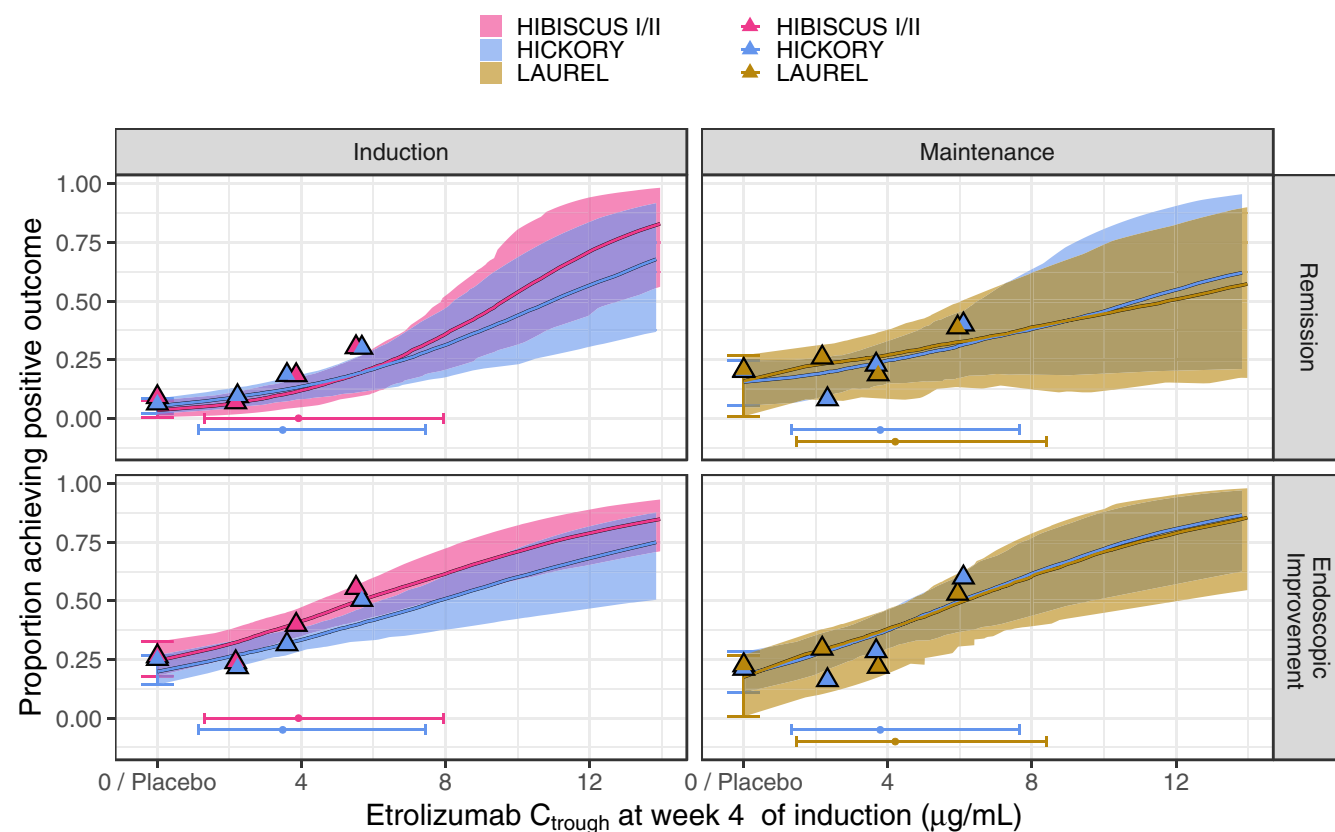 HIBISCUS I/II
HICKORY
LAUREL
HIBISCUS I/II
HICKORY
LAUREL
Induction
Maintenance
Proportion achieving positive outcome
1.00
0.75
0.50
0.25
0.00
Remission
1.00
0.75
0.50
0.25
0.00
Endoscopic
Improvement
0 / Placebo
4
8
12
0 / Placebo
4
8
12
Etrolizumab Ctrough at week 4 of induction (μg/mL)